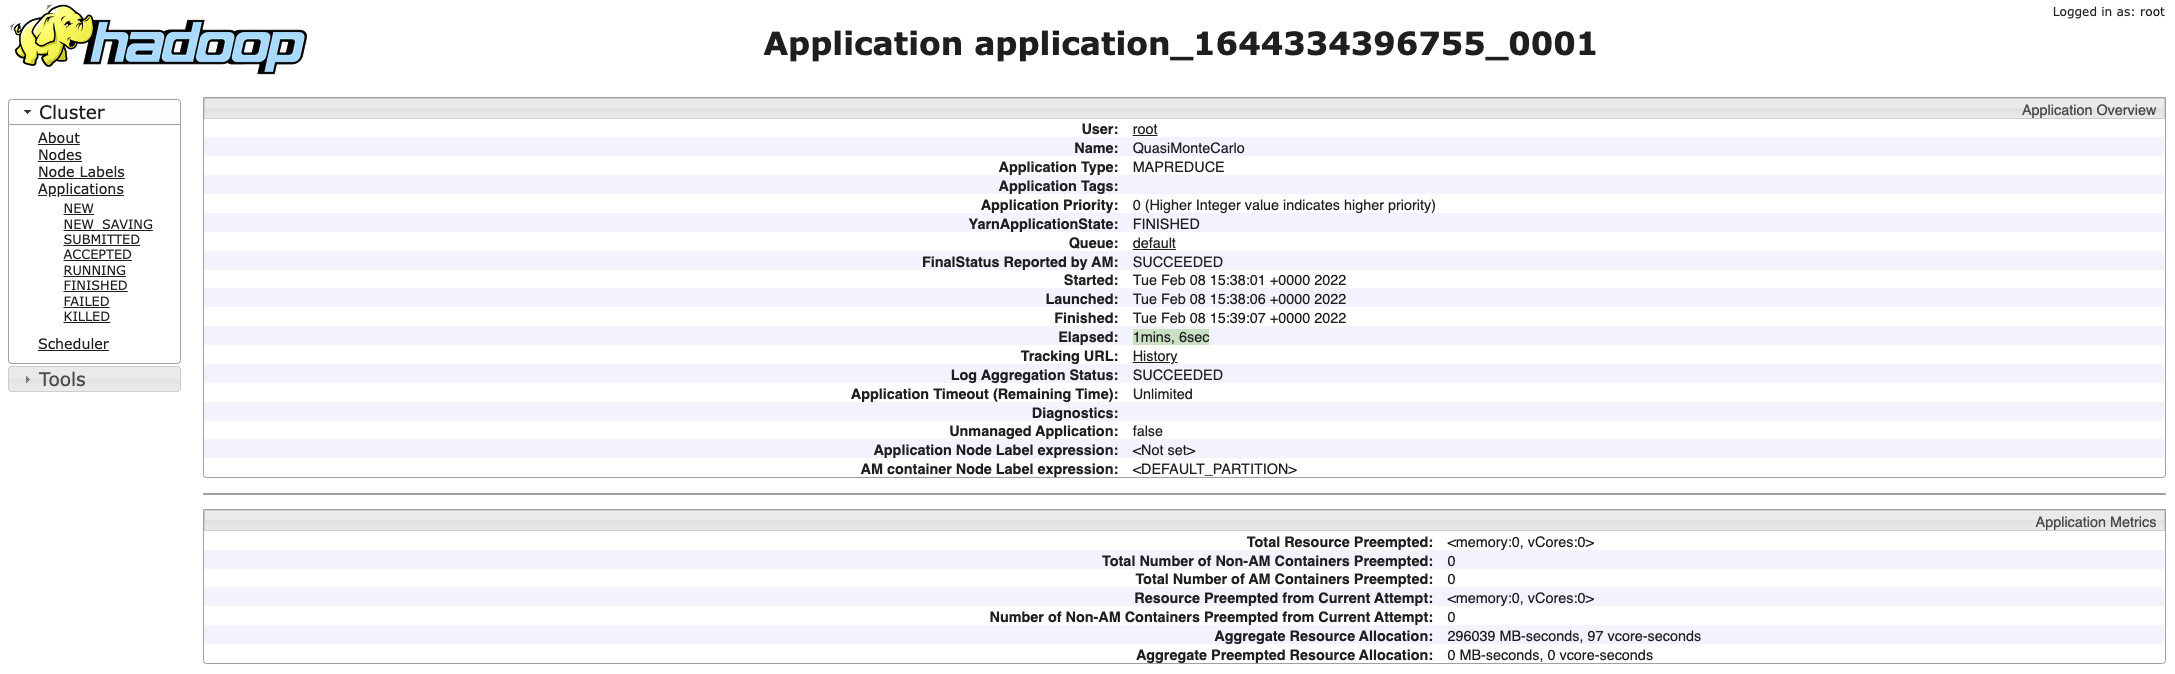 Logged in as: root
hadoop
Application application_1644334396755_0001
Cluster
About
Nodes
Node Labels
Applications
NEW
NEW_SAVING
SUBMITTED
ACCEPTED
RUNNING
FINISHED
FAILED
KILLED
Scheduler
Tools
Application Overview
User: root
Name: QuasiMonteCarlo
Application Type: MAPREDUCE
Application Tags:
Application Priority: 0 (Higher Integer value indicates higher priority)
YarnApplicationState: FINISHED
Queue: default
FinalStatus Reported by AM: SUCCEEDED
Started: Tue Feb 08 15:38:01 +0000 2022
Launched: Tue Feb 08 15:38:06 +0000 2022
Finished: Tue Feb 08 15:39:07 +0000 2022
Elapsed: 1mins, 6sec
Tracking URL: History
Log Aggregation Status: SUCCEEDED
Application Timeout (Remaining Time): Unlimited
Diagnostics:
Unmanaged Application: false
Application Node Label expression: <Not set>
AM container Node Label expression: <DEFAULT_PARTITION>
Application Metrics
Total Resource Preempted: <memory:0, vCores:0>
Total Number of Non-AM Containers Preempted: 0
Total Number of AM Containers Preempted: 0
Resource Preempted from Current Attempt: <memory:0, vCores:0>
Number of Non-AM Containers Preempted from Current Attempt: 0
Aggregate Resource Allocation: 296039 MB-seconds, 97 vcore-seconds
Aggregate Preempted Resource Allocation: 0 MB-seconds, 0 vcore-seconds